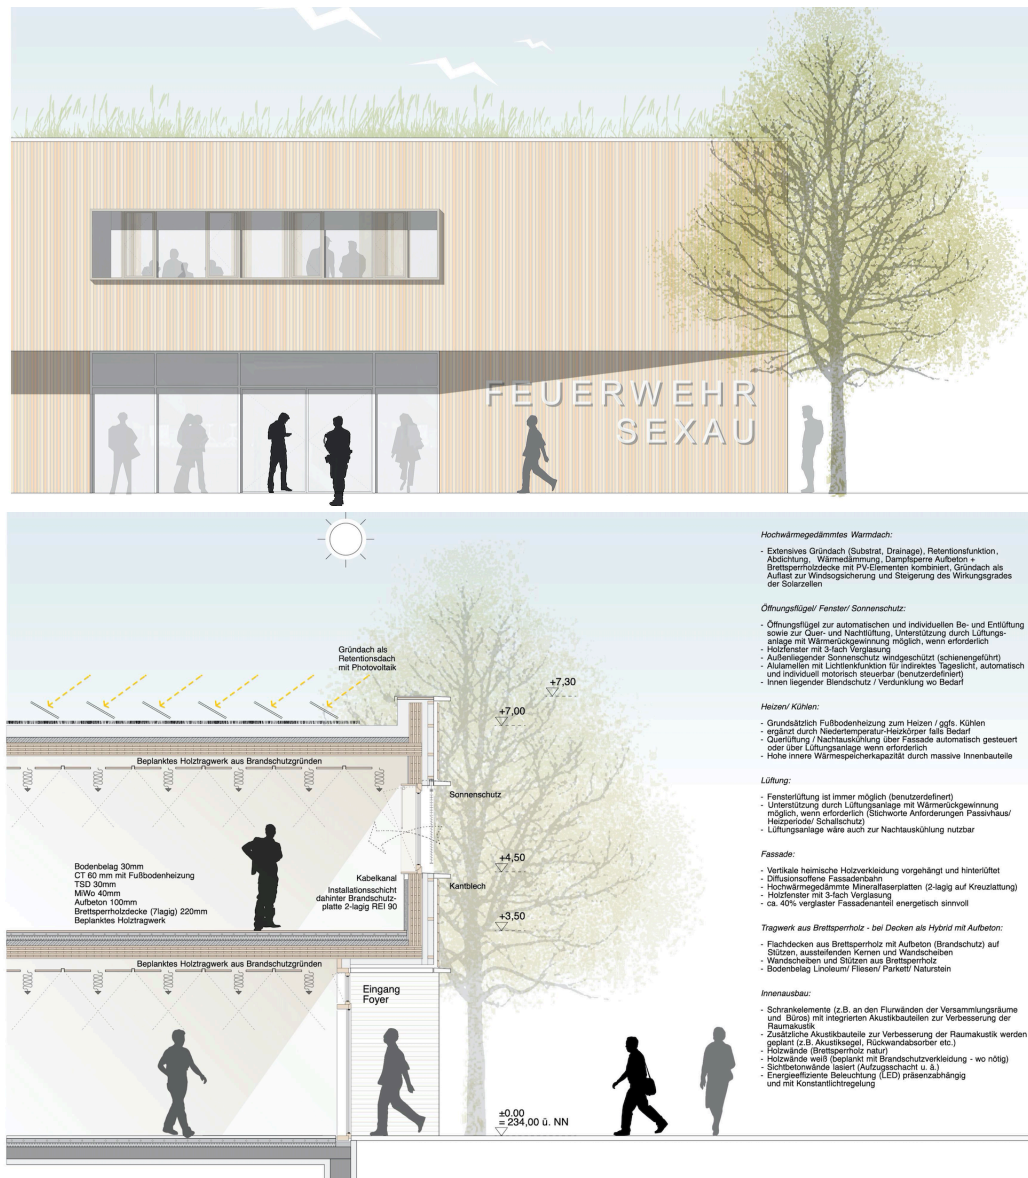 FEUERWEHR
SEXAU
Gründach als
Retentionsdach
mit Photovoltaik
+7,30
+7,00
Beplanktes Holztragwerk aus Brandschutzgründen
Sonnenschutz
+4,50
Kabelkanal
Kantblech
Installationsschicht
dahinter Brandschutz-
platte 2-lagig REI 90
Bodenbelag 30mm
CT 60 mm mit Fußbodenheizung
TSD 30mm
MiWo 40mm
Aufbeton 100mm
Brettsperrholzdecke (7lagig) 220mm
Beplanktes Holztragwerk
+3,50
Beplanktes Holztragwerk aus Brandschutzgründen
Eingang
Foyer
±0.00
= 234,00 ü. NN
Hochwärmegedämmtes Warmdach:
- Extensives Gründach (Substrat, Drainage), Retentionsfunktion,
Abdichtung, Wärmedämmung, Dampfsperre Aufbeton +
Brettsperrholzdecke mit PV-Elementen kombiniert, Gründach als
Auflast zur Windsogsicherung und Steigerung des Wirkungsgrades
der Solarzellen
Öffnungsflügel/ Fenster/ Sonnenschutz:
- Öffnungsflügel zur automatischen und individuellen Be- und Entlüftung
sowie zur Quer- und Nachtlüftung, Unterstützung durch Lüftungs-
anlage mit Wärmerückgewinnung möglich, wenn erforderlich
- Holzfenster mit 3-fach Verglasung
- Außenliegender Sonnenschutz windgeschützt (schienengeführt)
- Alulamellen mit Lichtlenkfunktion für indirektes Tageslicht, automatisch
und individuell motorisch steuerbar (benutzerdefiniert)
- Innen liegender Blendschutz / Verdunklung wo Bedarf
Heizen/ Kühlen:
- Grundsätzlich Fußbodenheizung zum Heizen / ggfs. Kühlen
- ergänzt durch Niedertemperatur-Heizkörper falls Bedarf
- Querlüftung / Nachtauskühlung über Fassade automatisch gesteuert
oder über Lüftungsanlage wenn erforderlich
- Hohe innere Wärmespeicherkapazität durch massive Innenbauteile
Lüftung:
- Fensterlüftung ist immer möglich (benutzerdefinert)
- Unterstützung durch Lüftungsanlage mit Wärmerückgewinnung
möglich, wenn erforderlich (Stichworte Anforderungen Passivhaus/
Heizperiode/ Schallschutz)
- Lüftungsanlage wäre auch zur Nachtauskühlung nutzbar
Fassade:
- Vertikale heimische Holzverkleidung vorgehängt und hinterlüftet
- Diffusionsoffene Fassadenbahn
- Hochwärmegedämmte Mineralfaserplatten (2-lagig auf Kreuzlattung)
- Holzfenster mit 3-fach Verglasung
- ca. 40% verglaster Fassadenanteil energetisch sinnvoll
Tragwerk aus Brettsperrholz - bei Decken als Hybrid mit Aufbeton:
- Flachdecken aus Brettsperrholz mit Aufbeton (Brandschutz) auf
Stützen, aussteifenden Kernen und Wandscheiben
- Wandscheiben und Stützen aus Brettsperrholz
- Bodenbelag Linoleum/ Fliesen/ Parkett/ Naturstein
Innenausbau:
- Schrankelemente (z.B. an den Flurwänden der Versammlungsräume
und Büros) mit integrierten Akustikbauteilen zur Verbesserung der
Raumakustik
- Zusätzliche Akustikbauteile zur Verbesserung der Raumakustik werden
geplant (z.B. Akustiksegel, Rückwandabsorber etc.)
- Holzwände (Brettsperrholz natur)
- Holzwände weiß (beplankt mit Brandschutzverkleidung - wo nötig)
- Sichtbetonwände lasiert (Aufzugsschacht u. ä.)
- Energieeffiziente Beleuchtung (LED) präsenzabhängig
und mit Konstantlichtregelung